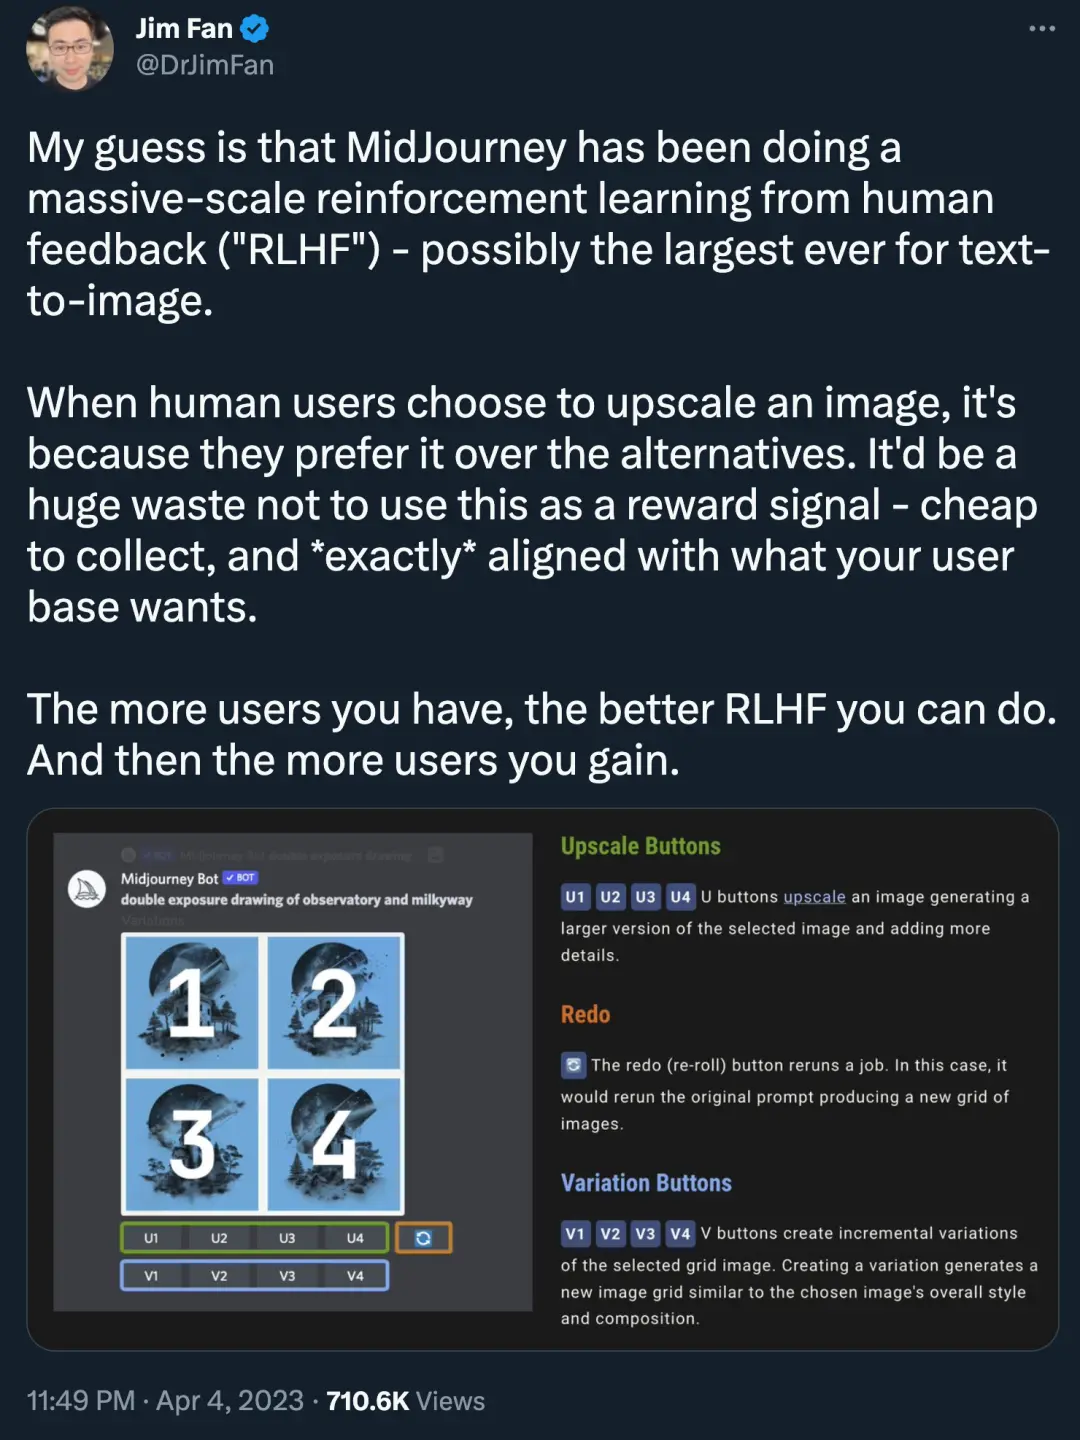 Jim Fan
@DrJimFan
My guess is that MidJourney has been doing a
massive-scale reinforcement learning from human
feedback ("RLHF") - possibly the largest ever for text-
to-image.
When human users choose to upscale an image, it's
because they prefer it over the alternatives. It'd be a
huge waste not to use this as a reward signal - cheap
to collect, and *exactly* aligned with what your user
base wants.
The more users you have, the better RLHF you can do.
And then the more users you gain.
Midjourney Bot ✓ BOT
double exposure drawing of observatory and milkyway
Variations
1 2
3 4
U1 U2 U3 U4
V1 V2 V3 V4
Upscale Buttons
U1 U2 U3 U4 U buttons upscale an image generating a
larger version of the selected image and adding more
details.
Redo
The redo (re-roll) button reruns a job. In this case, it
would rerun the original prompt producing a new grid of
images.
Variation Buttons
V1 V2 V3 V4 V buttons create incremental variations
of the selected grid image. Creating a variation generates a
new image grid similar to the chosen image's overall style
and composition.
11:49 PM · Apr 4, 2023 · 710.6K Views